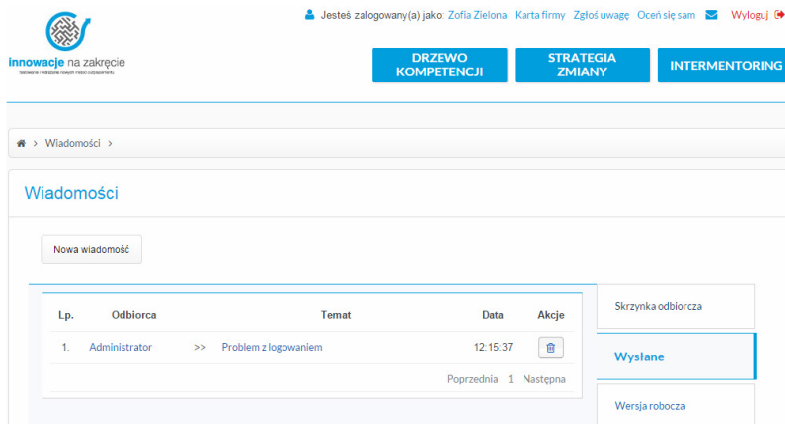 Jesteś zalogowany(a) jako: Zofia Zielona Karta firmy Zgłoś uwagę Oceń się sam Wyloguj
innowacje na zakręcie
DRZEWO KOMPETENCJI
STRATEGIA ZMIANY
INTERMENTORING
> Wiadomości >
Wiadomości
Nowa wiadomość
Lp. Odbiorca Temat Data Akcje
1. Administrator >> Problem z logowaniem 12:15:37
Poprzednia 1 Następna
Skrzynka odbiorcza
Wysłane
Wersja robocza